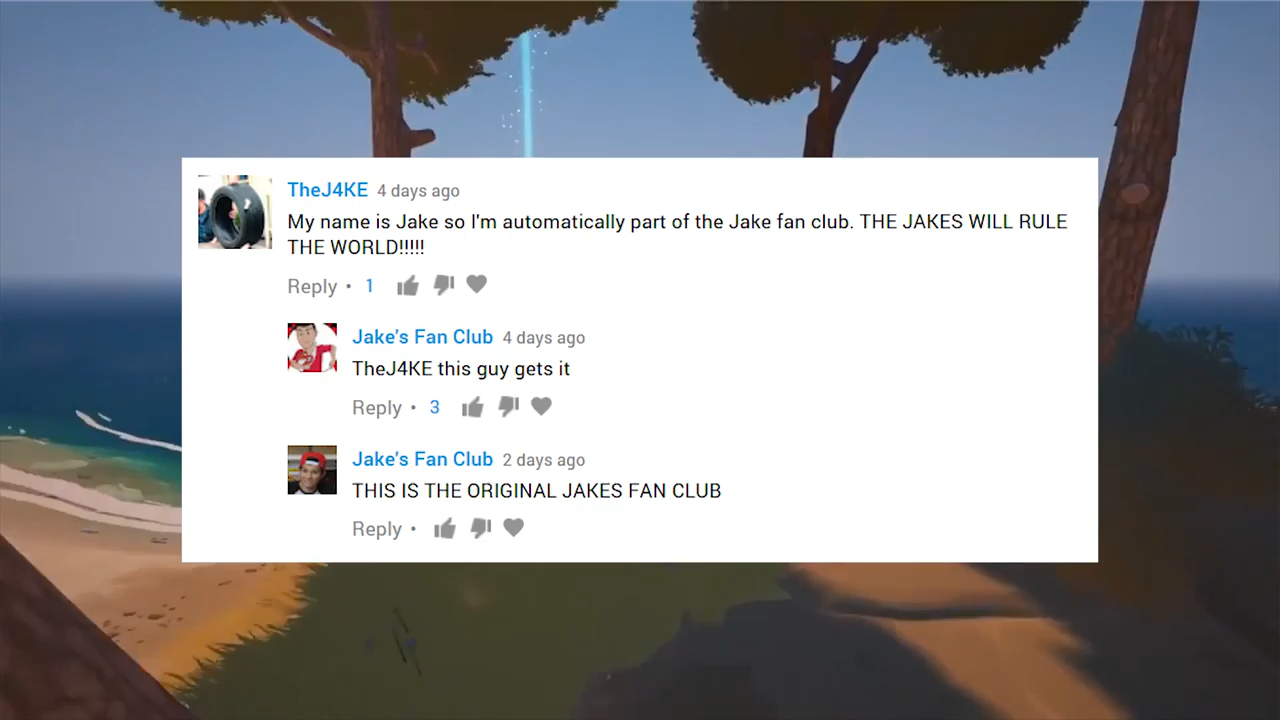 TheJ4KE 4 days ago
My name is Jake so I'm automatically part of the Jake fan club. THE JAKES WILL RULE
THE WORLD!!!!!
Reply • 1
Jake's Fan Club 4 days ago
TheJ4KE this guy gets it
Reply • 3
Jake's Fan Club 2 days ago
THIS IS THE ORIGINAL JAKES FAN CLUB
Reply •